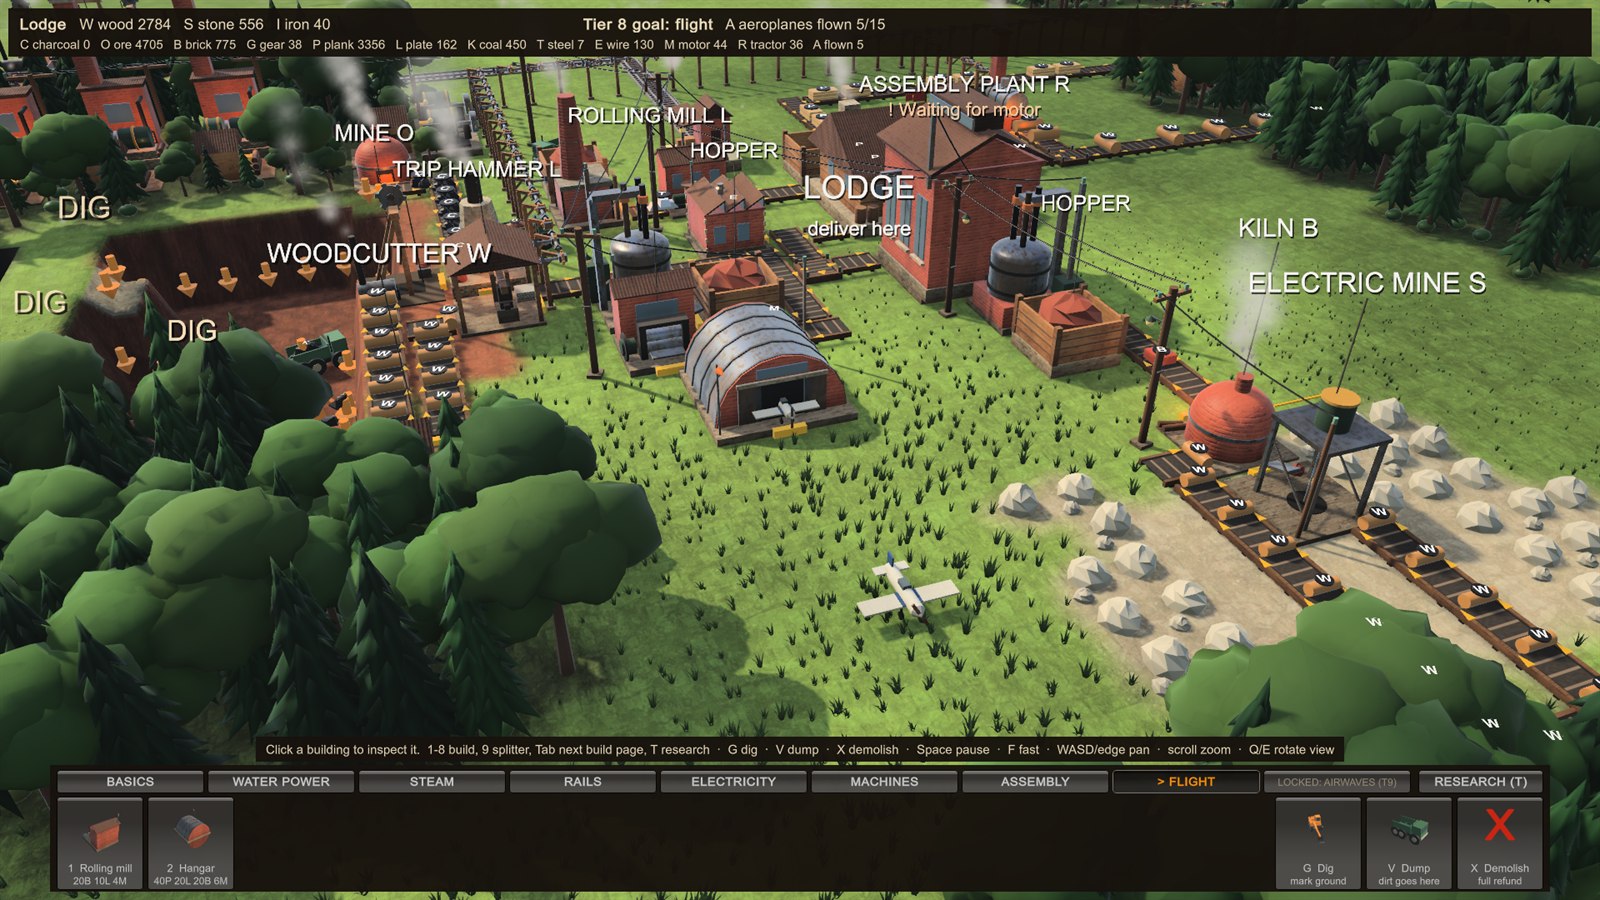 Lodge W wood 2784 S stone 556 I iron 40
Tier 8 goal: flight A aeroplanes flown 5/15
C charcoal 0 O ore 4705 B brick 775 G gear 38 P plank 3356 L plate 162 K coal 450 T steel 7 E wire 130 M motor 44 R tractor 36 A flown 5
ASSEMBLY PLANT R
! Waiting for motor
ROLLING MILL L
MINE O
HOPPER
TRIP HAMMER L
LODGE
deliver here
HOPPER
DIG
KILN B
WOODCUTTER W
ELECTRIC MINE S
DIG
DIG
Click a building to inspect it. 1-8 build, 9 splitter, Tab next build page, T research · G dig · V dump · X demolish · Space pause · F fast · WASD/edge pan · scroll zoom · Q/E rotate view
BASICS
WATER POWER
STEAM
RAILS
ELECTRICITY
MACHINES
ASSEMBLY
> FLIGHT
LOCKED: AIRWAVES (T9)
RESEARCH (T)
1 Rolling mill
20B 10L 4M
2 Hangar
40P 20L 20B 6M
G Dig
mark ground
V Dump
dirt goes here
X
X Demolish
full refund